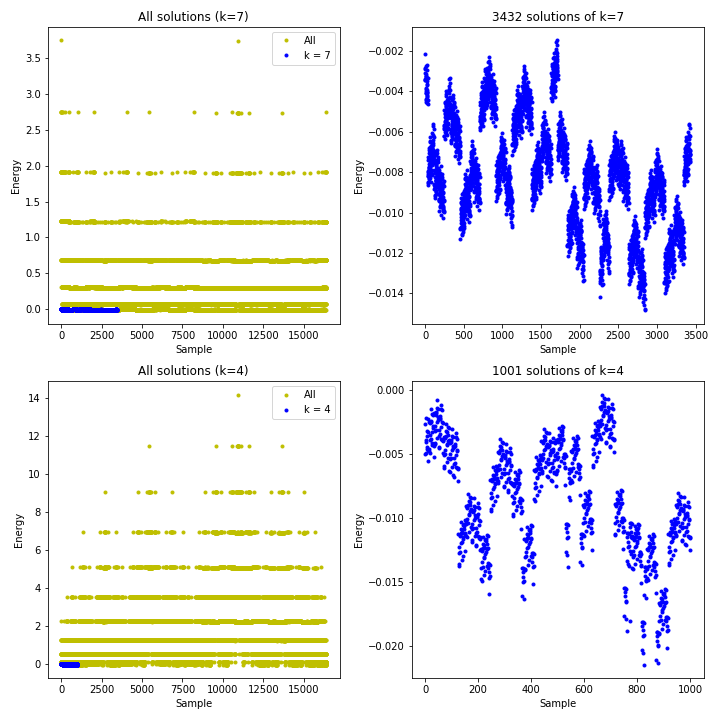 All solutions (k=7)
Energy
3.5
3.0
2.5
2.0
1.5
1.0
0.5
0.0
All
k = 7
0 2500 5000 7500 10000 12500 15000
Sample
3432 solutions of k=7
Energy
−0.002
−0.004
−0.006
−0.008
−0.010
−0.012
−0.014
0 500 1000 1500 2000 2500 3000 3500
Sample
All solutions (k=4)
Energy
14
12
10
8
6
4
2
0
All
k = 4
0 2500 5000 7500 10000 12500 15000
Sample
1001 solutions of k=4
Energy
0.000
−0.005
−0.010
−0.015
−0.020
0 200 400 600 800 1000
Sample